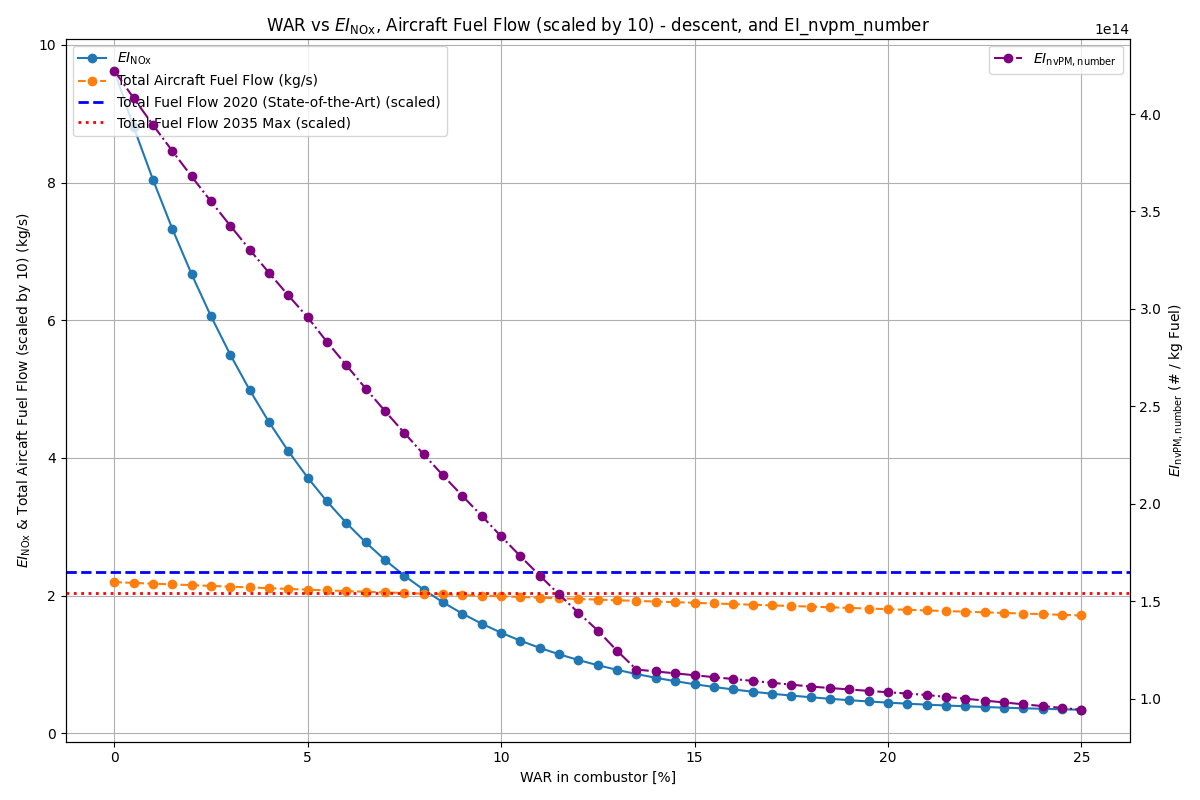 WAR vs EI_NOx, Aircraft Fuel Flow (scaled by 10) - descent, and EI_nvpm_number
1e14
EI_NOx
Total Aircraft Fuel Flow (kg/s)
Total Fuel Flow 2020 (State-of-the-Art) (scaled)
Total Fuel Flow 2035 Max (scaled)
EI_nvPM, number
10
8
6
4
2
0
EI_NOx & Total Aircaft Fuel Flow (scaled by 10) (kg/s)
4.0
3.5
3.0
2.5
2.0
1.5
1.0
EI_nvPM, number (# / kg Fuel)
0 5 10 15 20 25
WAR in combustor [%]